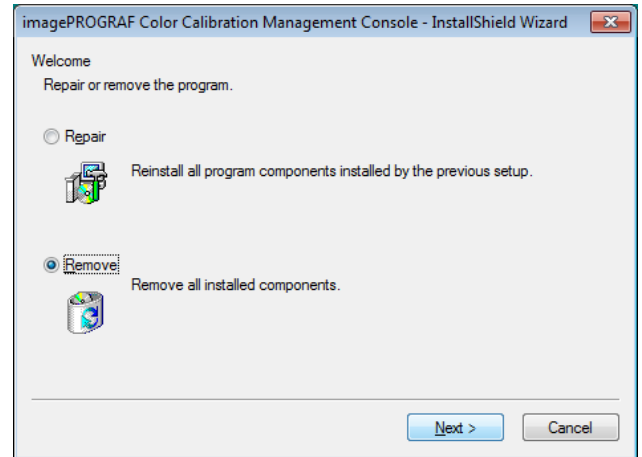 imagePROGRAF Color Calibration Management Console - InstallShield Wizard
Welcome
Repair or remove the program.
Repair
Reinstall all program components installed by the previous setup.
Remove
Remove all installed components.
Next >
Cancel